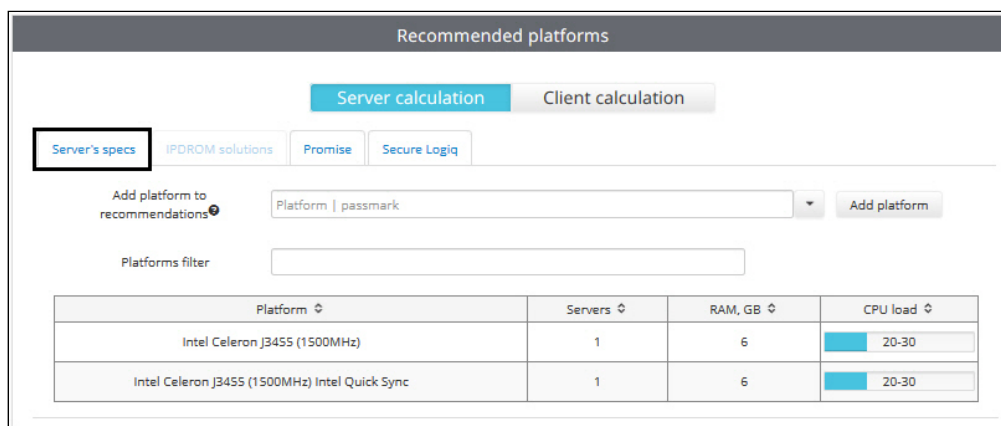 Recommended platforms
Server calculation Client calculation
Server's specs IPDROM solutions Promise Secure Logiq
Add platform to
recommendations?
Platform | passmark
Add platform
Platforms filter
Platform Servers RAM, GB CPU load
Intel Celeron J3455 (1500MHz) 1 6 20-30
Intel Celeron J3455 (1500MHz) Intel Quick Sync 1 6 20-30